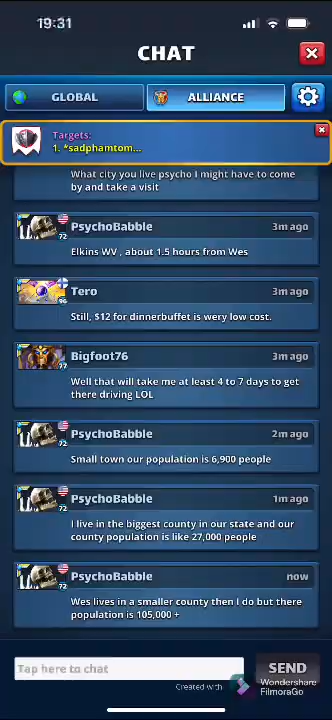 19:31
CHAT
GLOBAL
ALLIANCE
Targets:
1. *sadphamtom...
What city you live psycho I might have to come
by and take a visit
PsychoBabble
3m ago
72
Elkins WV , about 1.5 hours from Wes
Tero
3m ago
96
Still, $12 for dinnerbuffet is wery low cost.
Bigfoot76
3m ago
77
Well that will take me at least 4 to 7 days to get
there driving LOL
PsychoBabble
2m ago
72
Small town our population is 6,900 people
PsychoBabble
1m ago
72
I live in the biggest county in our state and our
county population is like 27,000 people
PsychoBabble
now
72
Wes lives in a smaller county then I do but there
population is 105,000 +
Tap here to chat
SEND
Created with
Wondershare
FilmoraGo